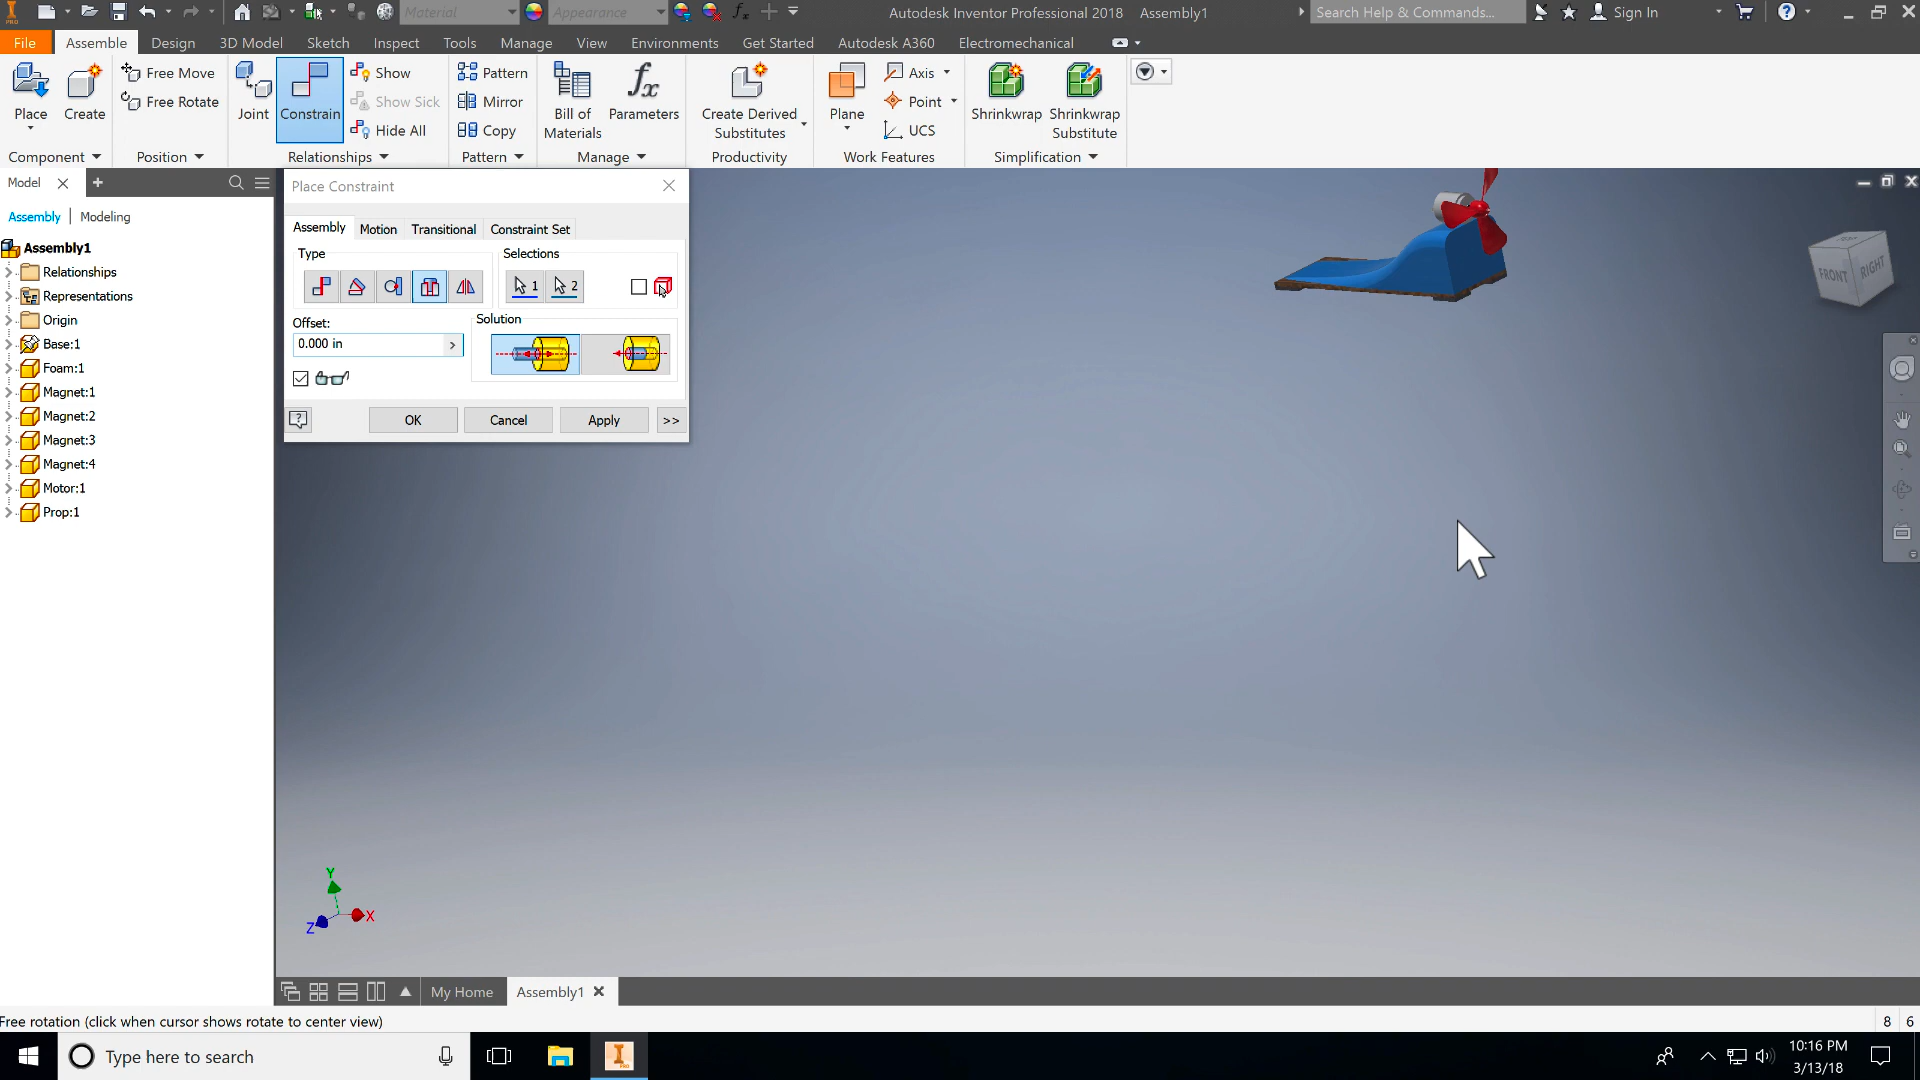 Material
Appearance
Autodesk Inventor Professional 2018 Assembly1
Search Help & Commands...
Sign In
File Assemble Design 3D Model Sketch Inspect Tools Manage View Environments Get Started Autodesk A360 Electromechanical
Place
Create
Free Move
Free Rotate
Joint
Constrain
Show
Show Sick
Hide All
Pattern
Mirror
Copy
Bill of
Materials
fx
Parameters
Create Derived
Substitutes
Plane
Axis
Point
UCS
Shrinkwrap
Shrinkwrap
Substitute
Component Position Relationships Pattern Manage Productivity Work Features Simplification
Model
Assembly | Modeling
Assembly1
Relationships
Representations
Origin
Base:1
Foam:1
Magnet:1
Magnet:2
Magnet:3
Magnet:4
Motor:1
Prop:1
Place Constraint
Assembly Motion Transitional Constraint Set
Type
Selections
1 2
Offset:
0.000 in
Solution
OK Cancel Apply >>
FRONT RIGHT
Y
X
Z
My Home Assembly1
Free rotation (click when cursor shows rotate to center view)
8 6
Type here to search
10:16 PM
3/13/18